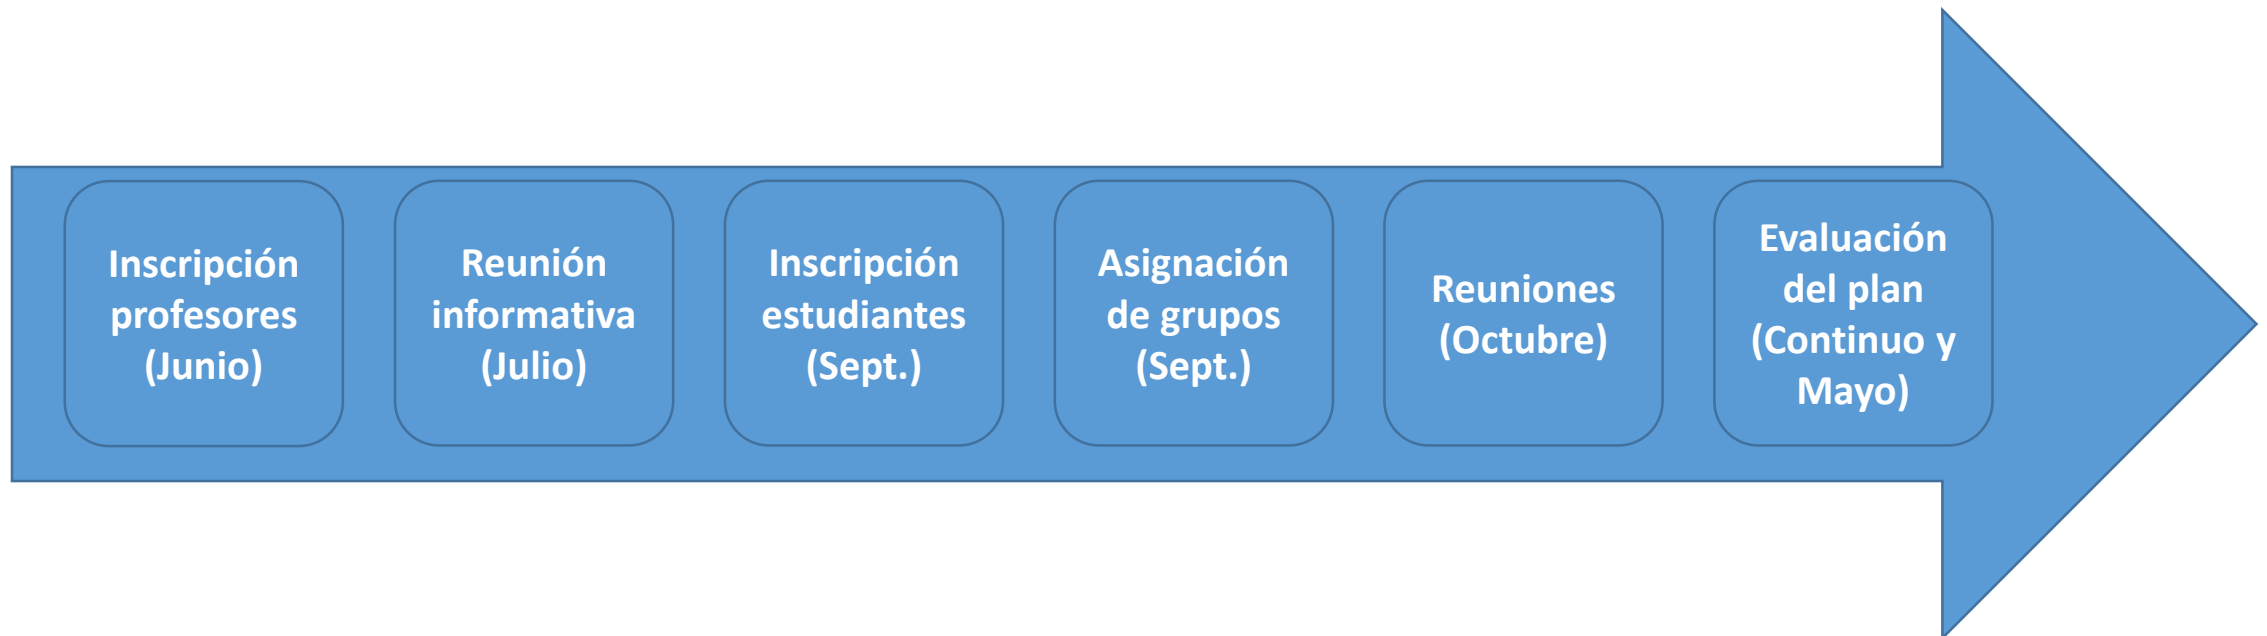 Inscripción
profesores
(Junio)
Reunión
informativa
(Julio)
Inscripción
estudiantes
(Sept.)
Asignación
de grupos
(Sept.)
Reuniones
(Octubre)
Evaluación
del plan
(Continuo y
Mayo)